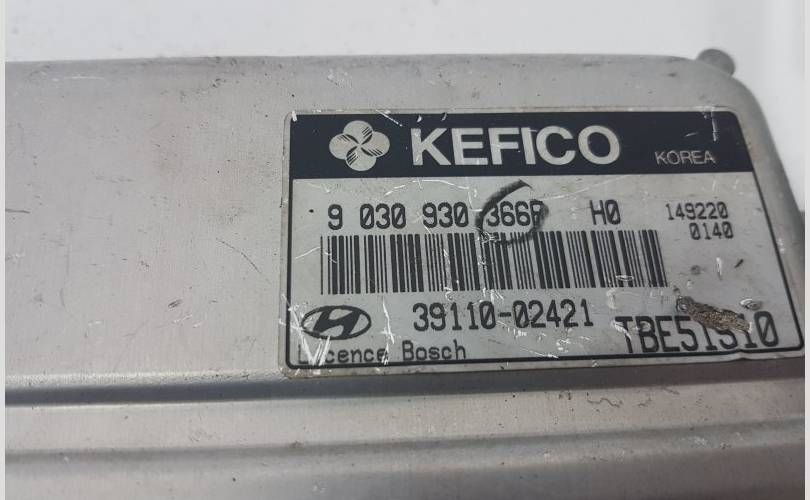 KEFICO KOREA
9 030 930 366F H0 149220
0140
39110-02421
TBE51S10
Licence Bosch